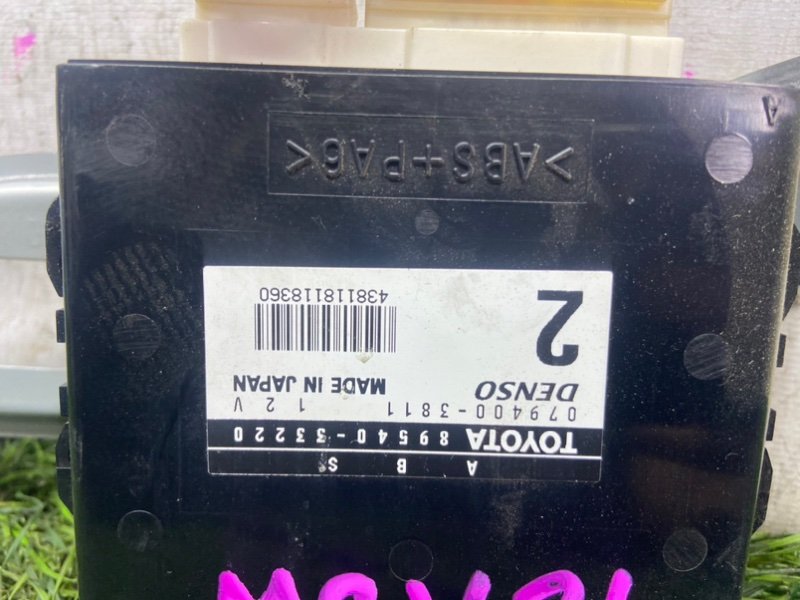 A B S
TOYOTA 89540-33220
079400-3811 12V
DENSO MADE IN JAPAN
2
438118118360
>ABS+PA6<
A